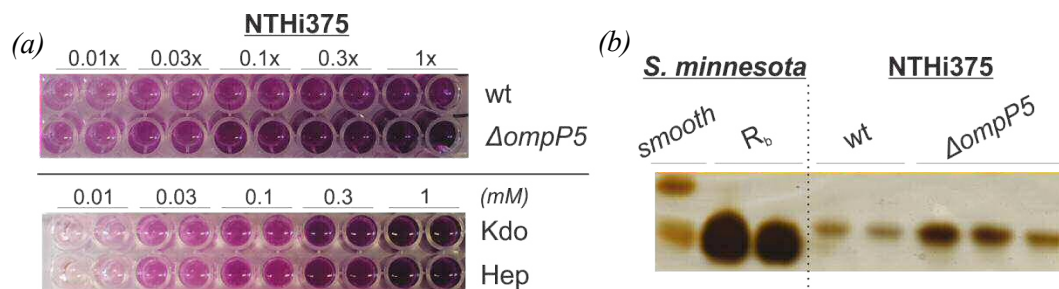 (a)
NTHi375
0.01x 0.03x 0.1x 0.3x 1x
wt
ΔompP5
0.01 0.03 0.1 0.3 1 (mM)
Kdo
Hep
(b)
S. minnesota NTHi375
smooth R_b wt ΔompP5